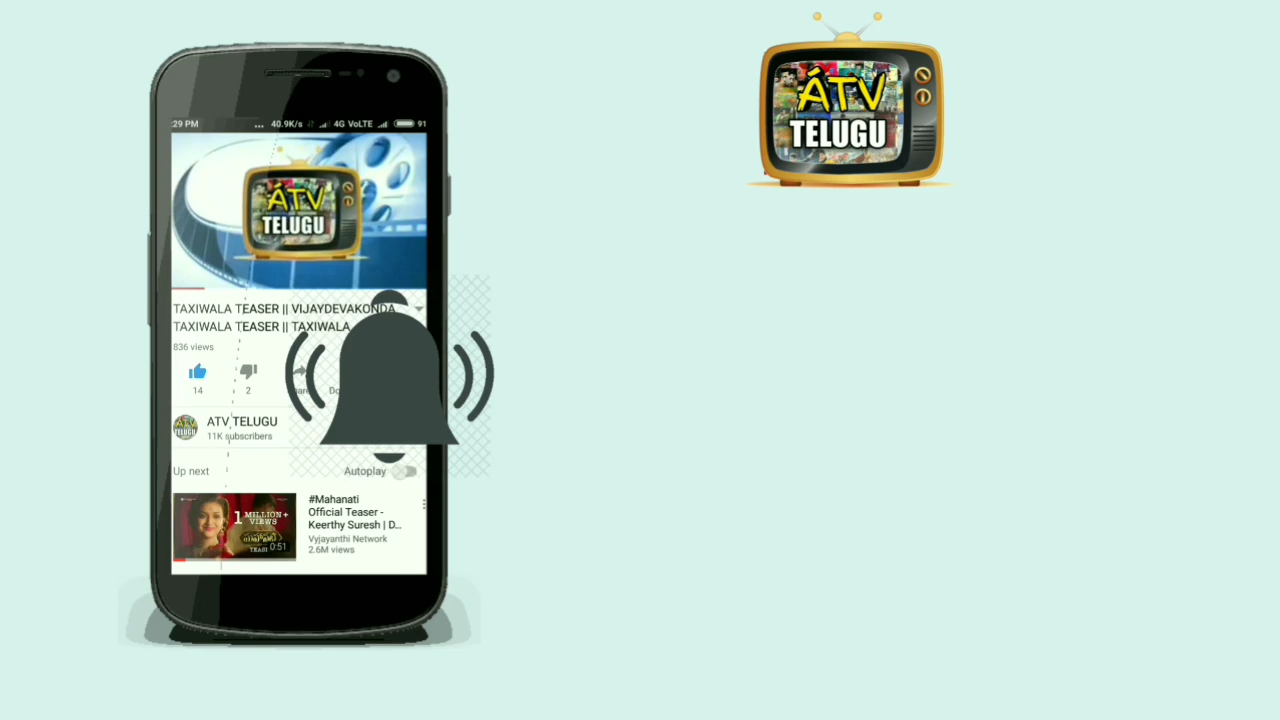 ÁTV
TELUGU
:29 PM ... 40.9K/s 4G VoLTE 91
ÁTV
TELUGU
TAXIWALA TEASER || VIJAYDEVAKONDA
TAXIWALA TEASER || TAXIWALA
836 views
14 2
ATV TELUGU
11K subscribers
Up next Autoplay
#Mahanati
Official Teaser -
Keerthy Suresh | D...
Vyjayanthi Network
2.6M views
1 MILLION+
VIEWS
TEASE
0:51